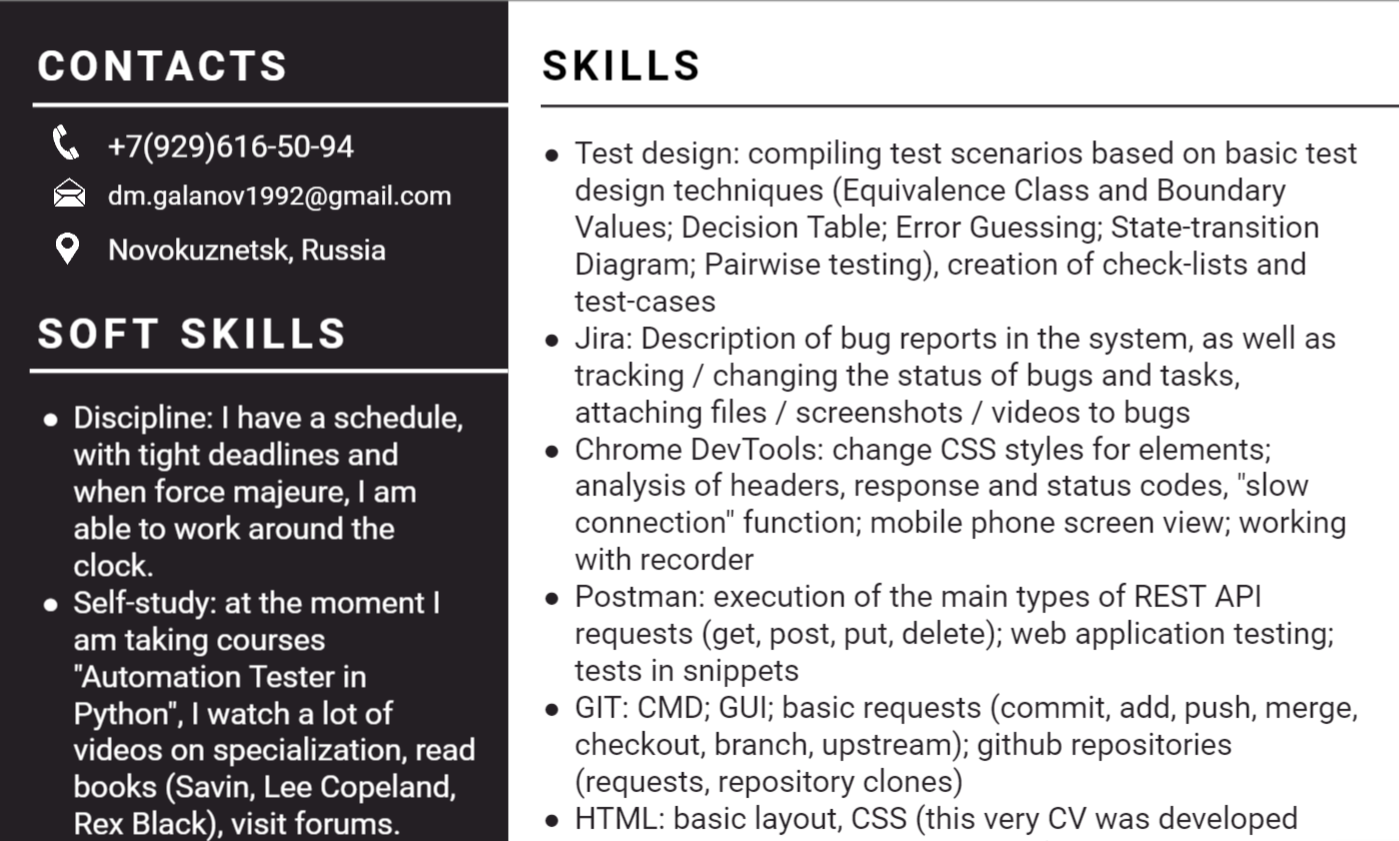 CONTACTS
+7(929)616-50-94
dm.galanov1992@gmail.com
Novokuznetsk, Russia
SOFT SKILLS
● Discipline: I have a schedule,
with tight deadlines and
when force majeure, I am
able to work around the
clock.
● Self-study: at the moment I
am taking courses
"Automation Tester in
Python", I watch a lot of
videos on specialization, read
books (Savin, Lee Copeland,
Rex Black), visit forums.
SKILLS
● Test design: compiling test scenarios based on basic test
design techniques (Equivalence Class and Boundary
Values; Decision Table; Error Guessing; State-transition
Diagram; Pairwise testing), creation of check-lists and
test-cases
● Jira: Description of bug reports in the system, as well as
tracking / changing the status of bugs and tasks,
attaching files / screenshots / videos to bugs
● Chrome DevTools: change CSS styles for elements;
analysis of headers, response and status codes, "slow
connection" function; mobile phone screen view; working
with recorder
● Postman: execution of the main types of REST API
requests (get, post, put, delete); web application testing;
tests in snippets
● GIT: CMD; GUI; basic requests (commit, add, push, merge,
checkout, branch, upstream); github repositories
(requests, repository clones)
● HTML: basic layout, CSS (this very CV was developed